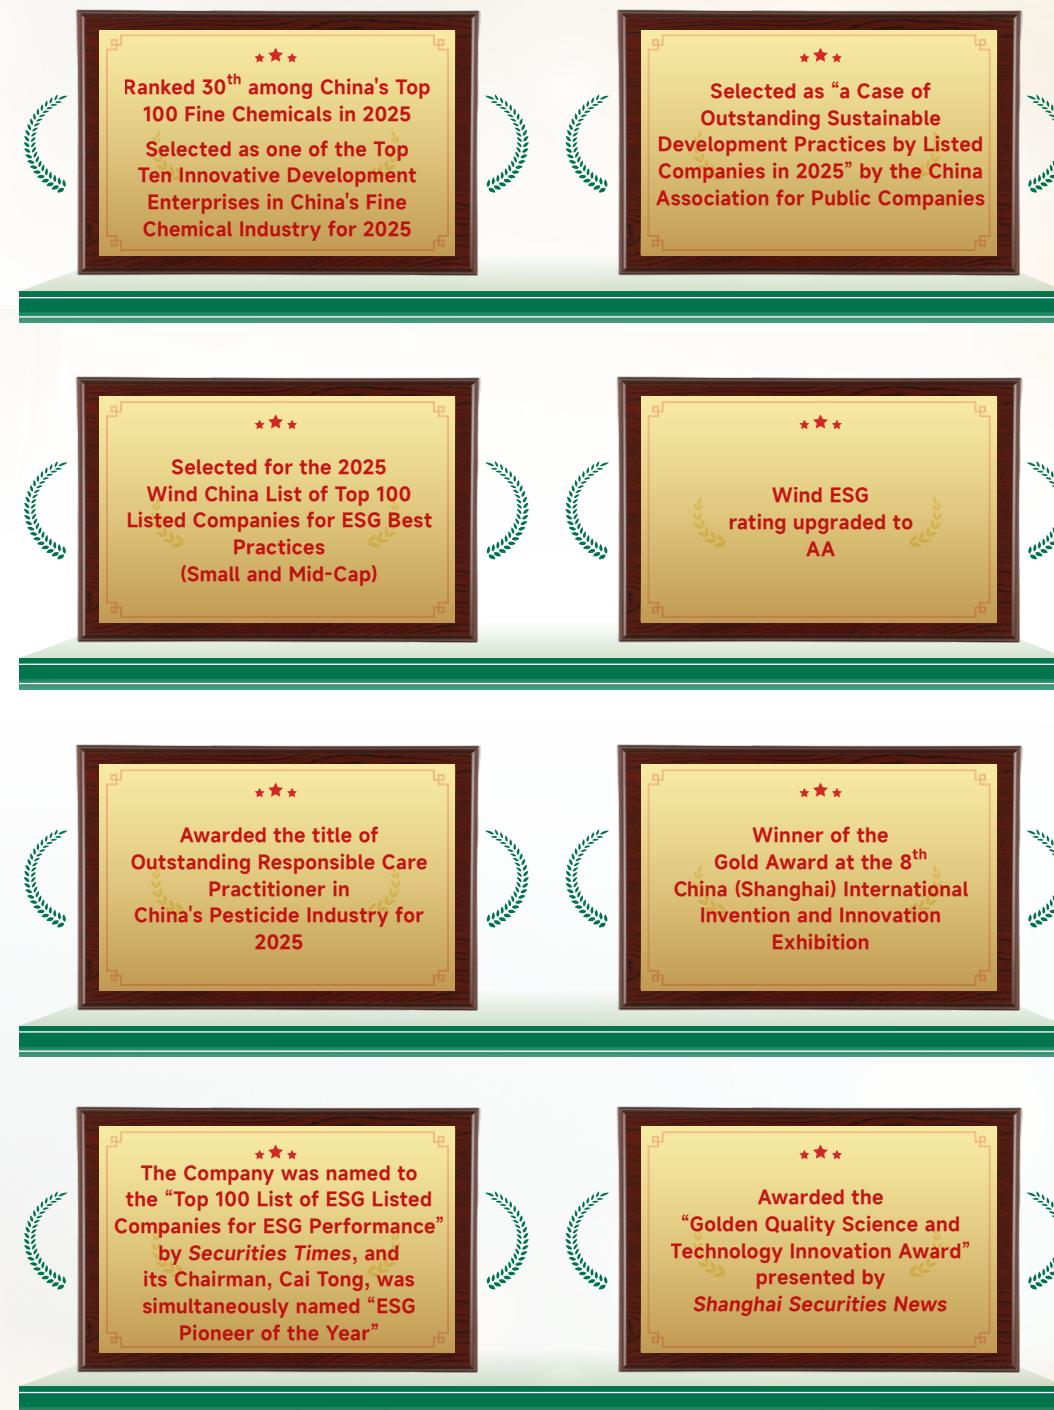 Ranked 30th among China's Top
100 Fine Chemicals in 2025
Selected as one of the Top
Ten Innovative Development
Enterprises in China's Fine
Chemical Industry for 2025
Selected as “a Case of
Outstanding Sustainable
Development Practices by Listed
Companies in 2025” by the China
Association for Public Companies
Selected for the 2025
Wind China List of Top 100
Listed Companies for ESG Best
Practices
(Small and Mid-Cap)
Wind ESG
rating upgraded to
AA
Awarded the title of
Outstanding Responsible Care
Practitioner in
China's Pesticide Industry for
2025
Winner of the
Gold Award at the 8th
China (Shanghai) International
Invention and Innovation
Exhibition
The Company was named to
the “Top 100 List of ESG Listed
Companies for ESG Performance”
by Securities Times, and
its Chairman, Cai Tong, was
simultaneously named “ESG
Pioneer of the Year”
Awarded the
“Golden Quality Science and
Technology Innovation Award”
presented by
Shanghai Securities News